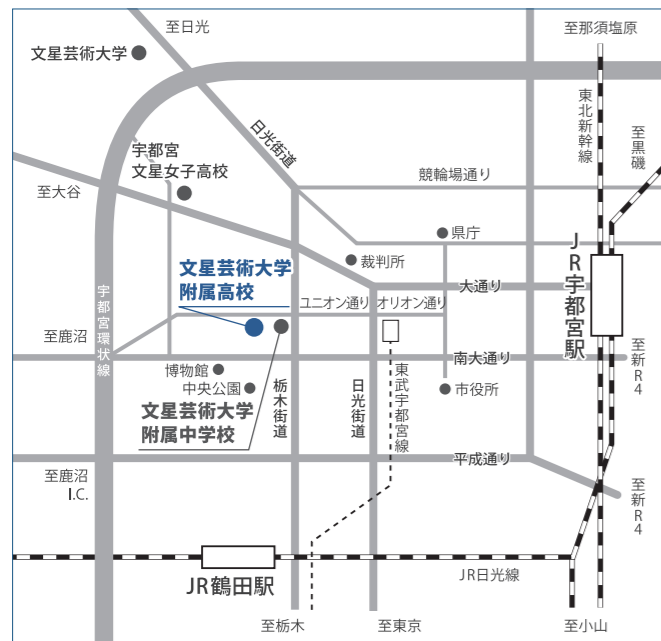 至日光
至那須塩原
文星芸術大学
東北新幹線
至黒磯
日光街道
宇都宮
文星女子高校
競輪場通り
至大谷
県庁
裁判所
JR宇都宮駅
文星芸術大学
附属高校
大通り
ユニオン通り
オリオン通り
宇都宮環状線
至鹿沼
南大通り
至新R4
博物館
中央公園
栃木街道
日光街道
東武宇都宮線
市役所
文星芸術大学
附属中学校
平成通り
至鹿沼
I.C.
至新R4
JR鶴田駅
JR日光線
至栃木
至東京
至小山